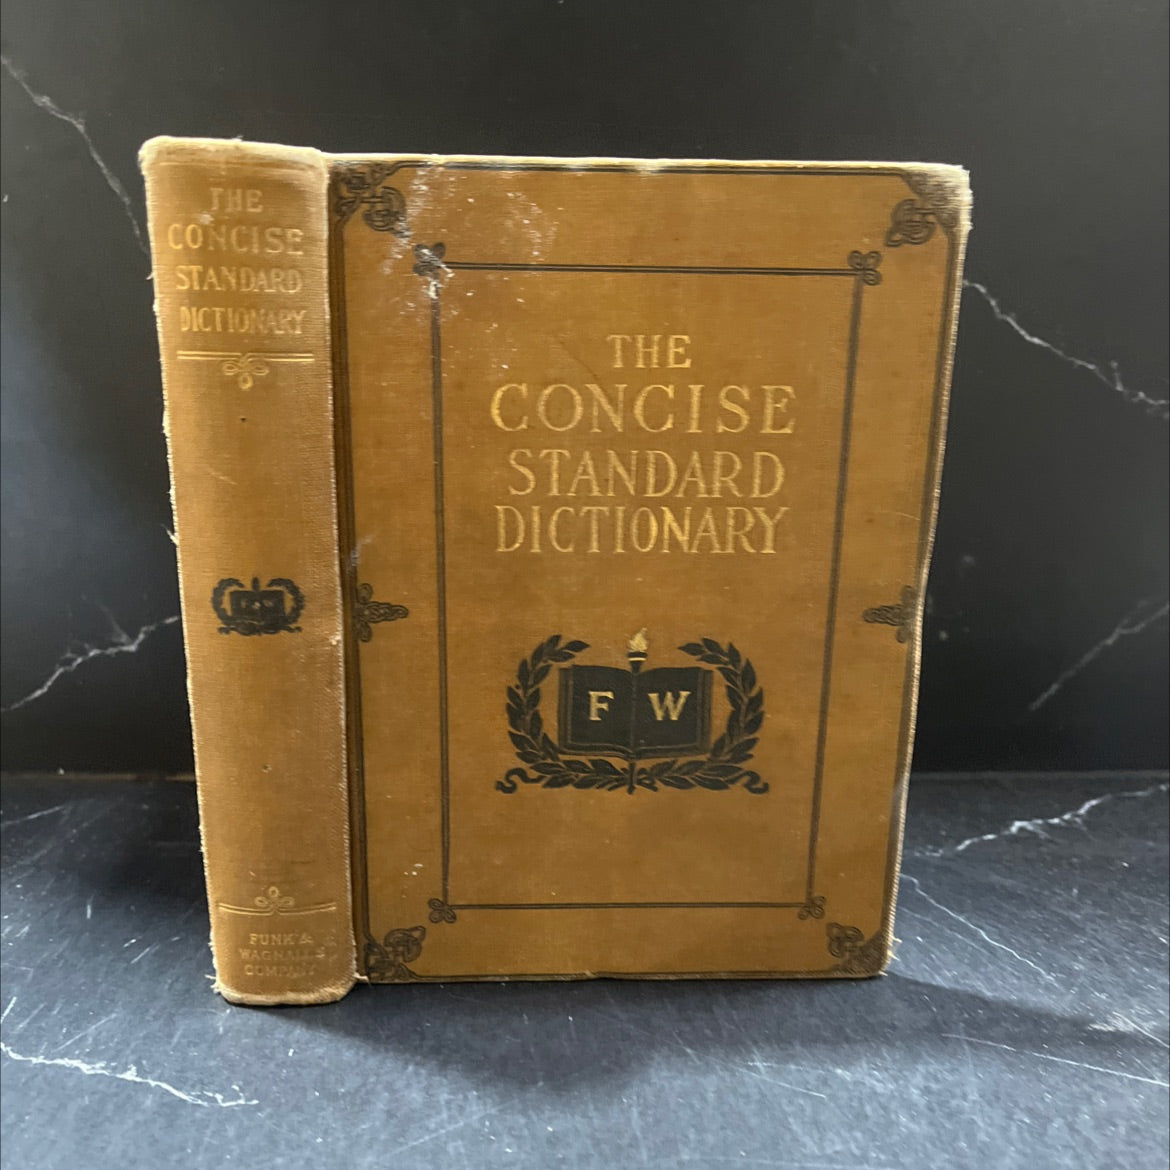 THE
CONCISE
STANDARD
DICTIONARY
F W
FUNK &
WAGNALLS
COMPANY
THE
CONCISE
STANDARD
DICTIONARY
F W